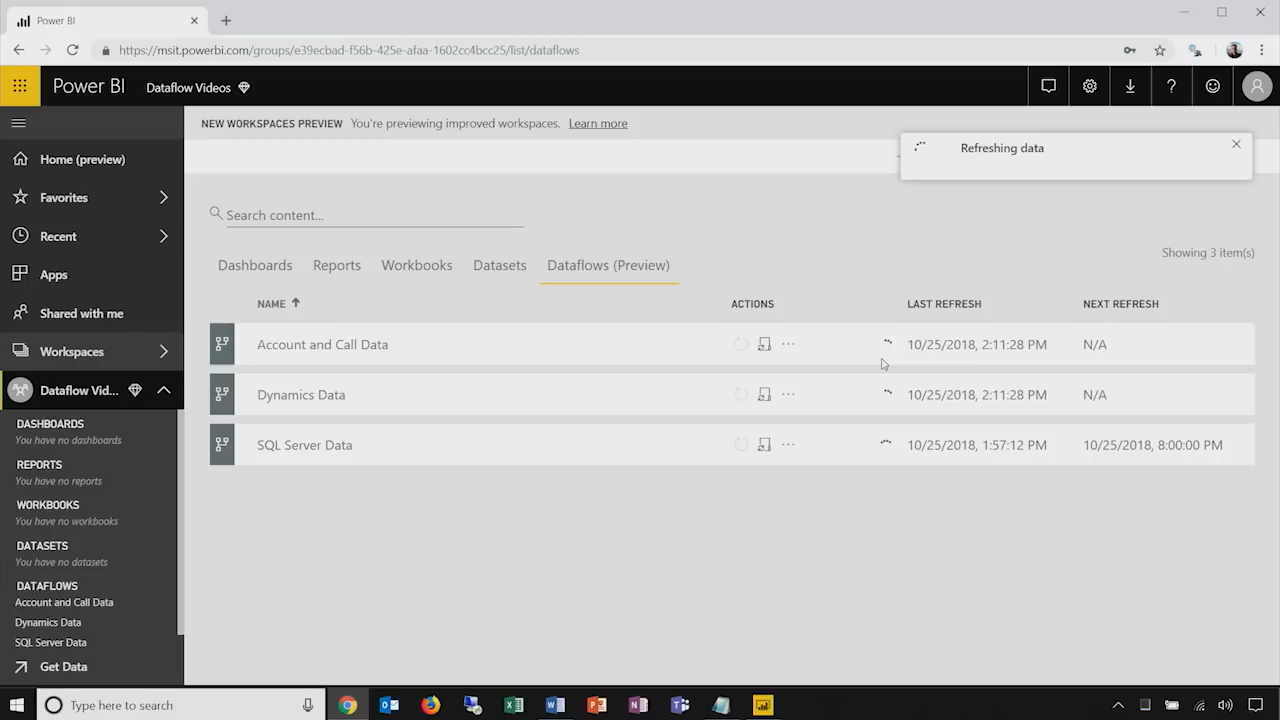 Power BI
https://msit.powerbi.com/groups/e39ecbad-f56b-425e-afaa-1602cc4bcc25/list/dataflows
Power BI Dataflow Videos
NEW WORKSPACES PREVIEW You're previewing improved workspaces. Learn more
Refreshing data
Home (preview)
Favorites
Recent
Apps
Shared with me
Workspaces
Dataflow Vid...
DASHBOARDS
You have no dashboards
REPORTS
You have no reports
WORKBOOKS
You have no workbooks
DATASETS
You have no datasets
DATAFLOWS
Account and Call Data
Dynamics Data
SQL Server Data
Get Data
Search content...
Showing 3 item(s)
Dashboards Reports Workbooks Datasets Dataflows (Preview)
NAME ACTIONS LAST REFRESH NEXT REFRESH
Account and Call Data 10/25/2018, 2:11:28 PM N/A
Dynamics Data 10/25/2018, 2:11:28 PM N/A
SQL Server Data 10/25/2018, 1:57:12 PM 10/25/2018, 8:00:00 PM
Type here to search